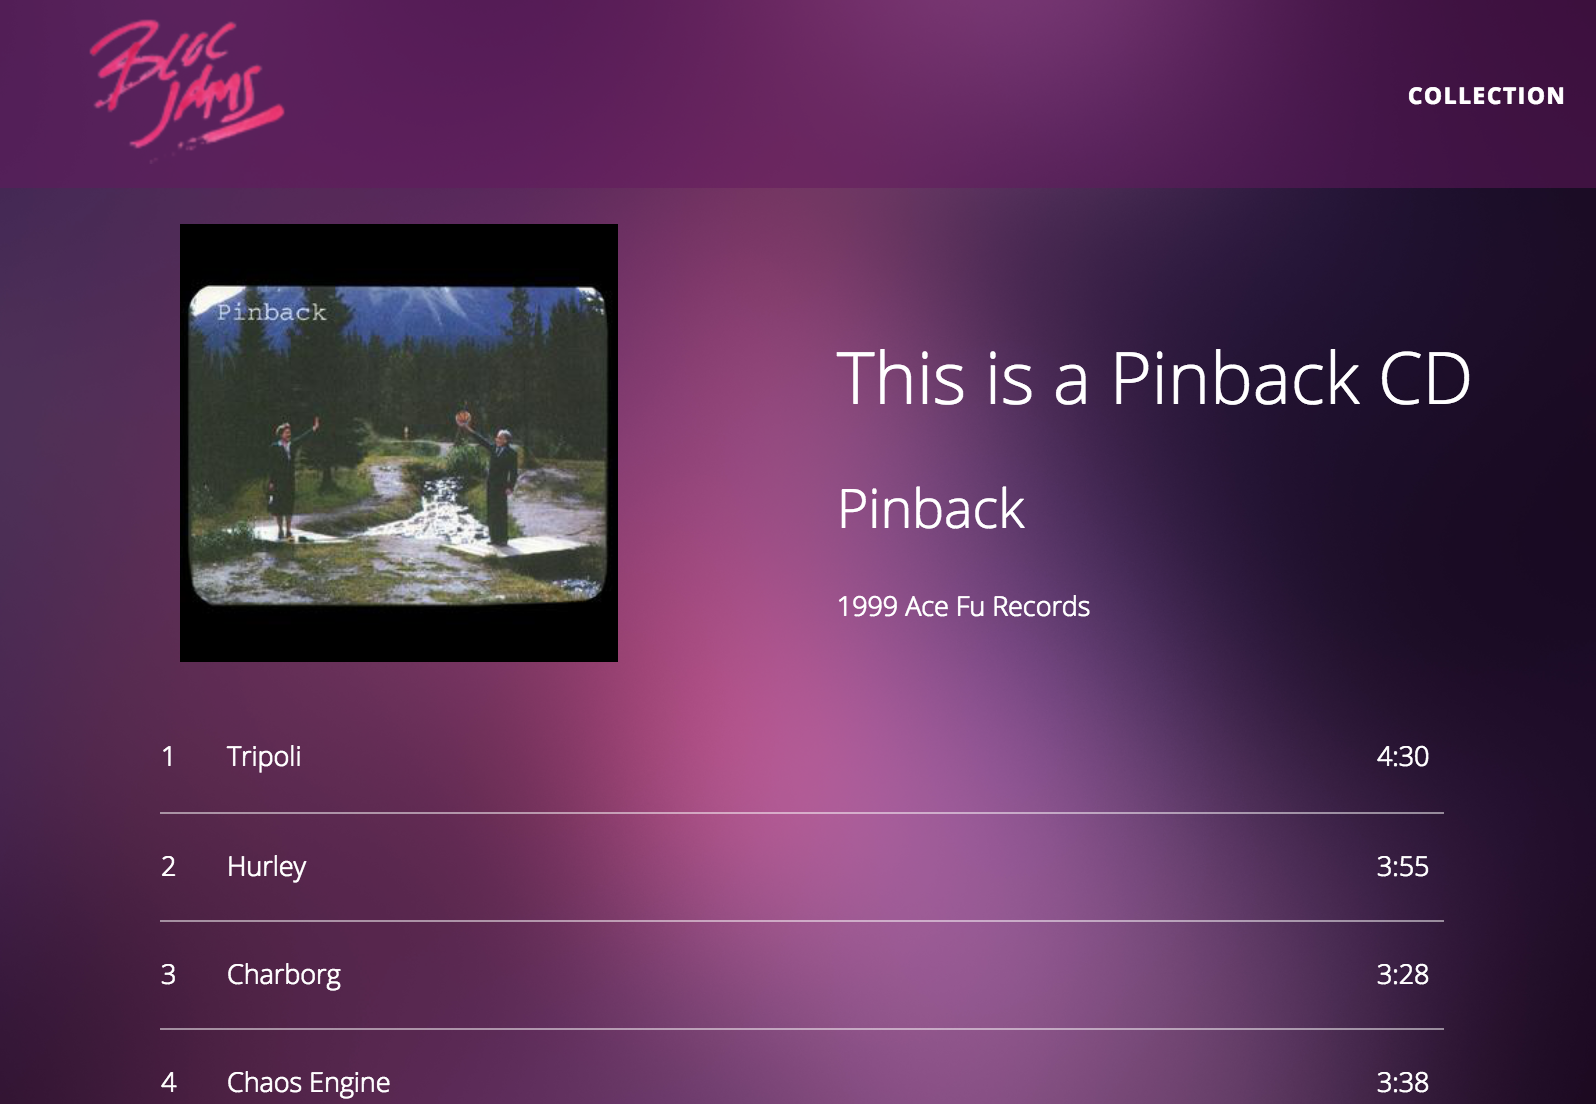 BLOC
JAMS
COLLECTION
Pinback
This is a Pinback CD
Pinback
1999 Ace Fu Records
1 Tripoli 4:30
2 Hurley 3:55
3 Charborg 3:28
4 Chaos Engine 3:38